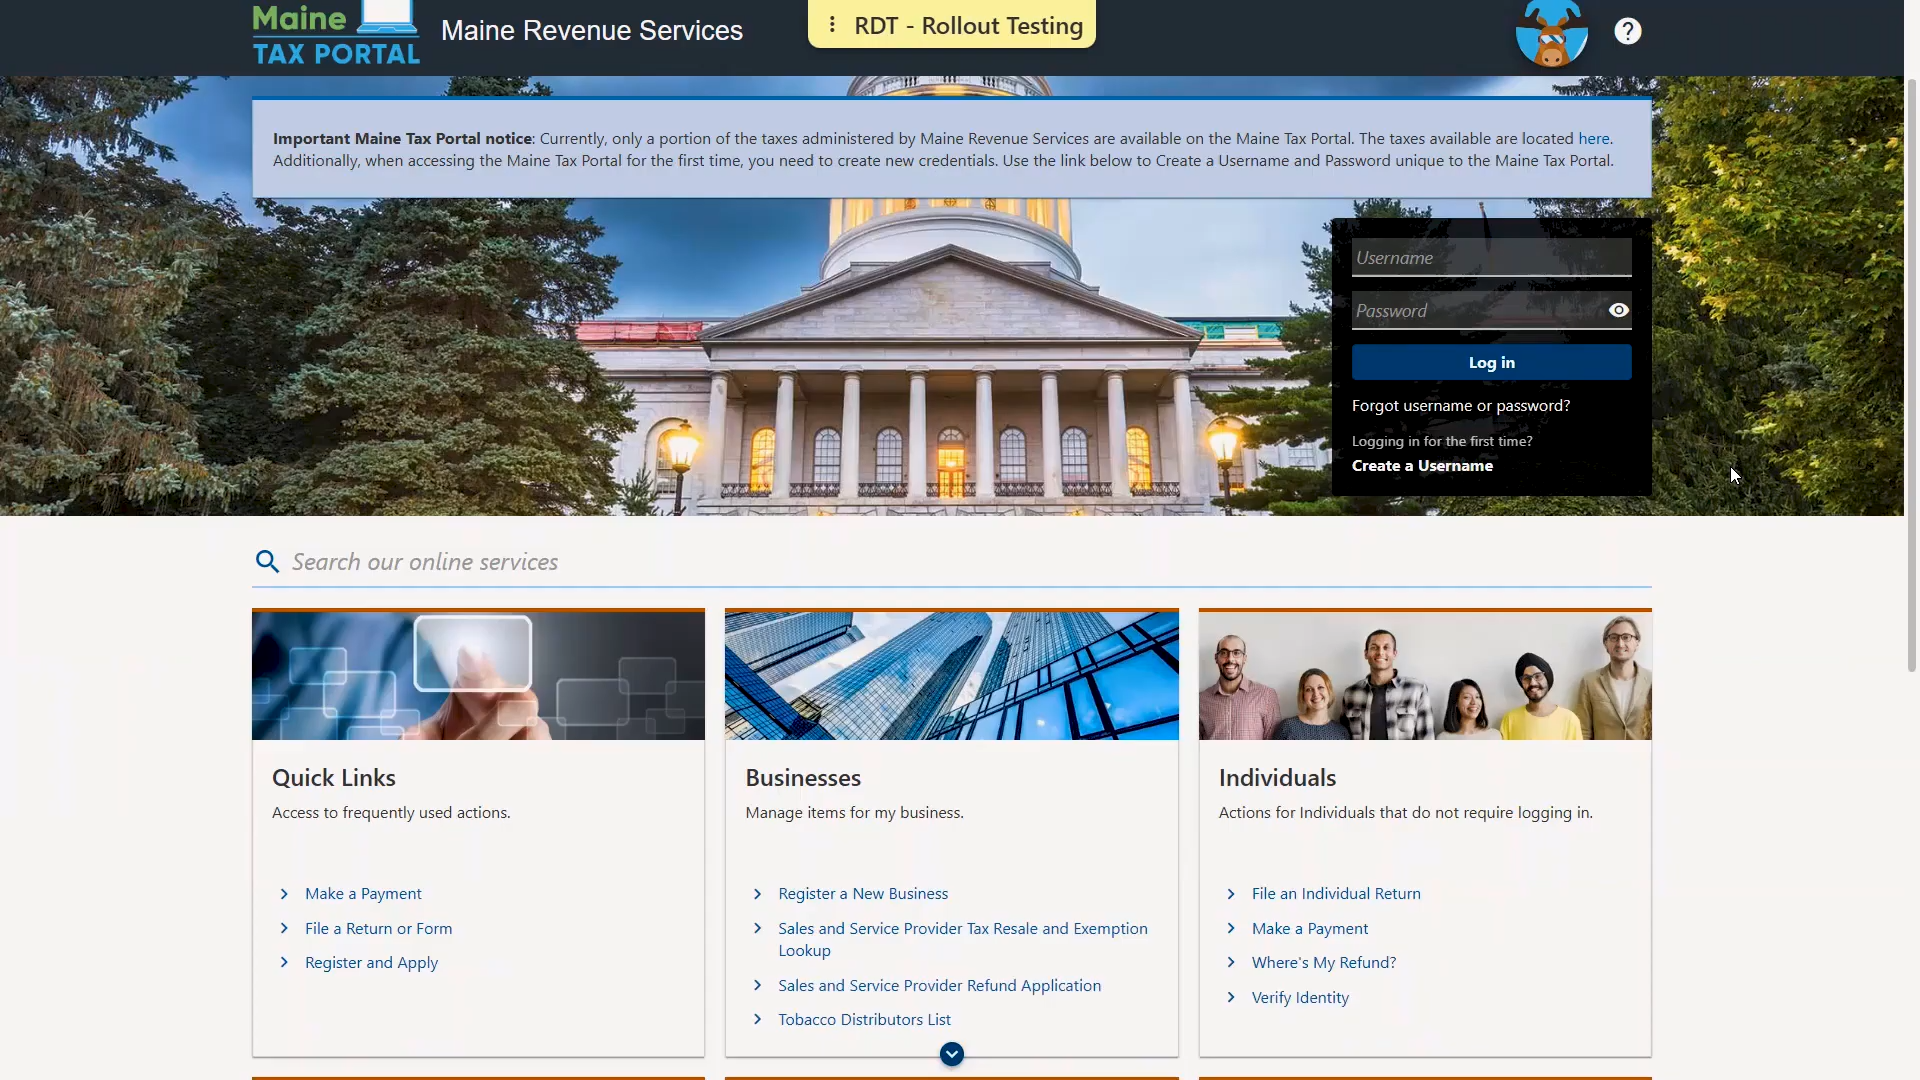 Maine
TAX PORTAL
Maine Revenue Services
RDT - Rollout Testing
?
Important Maine Tax Portal notice: Currently, only a portion of the taxes administered by Maine Revenue Services are available on the Maine Tax Portal. The taxes available are located here.
Additionally, when accessing the Maine Tax Portal for the first time, you need to create new credentials. Use the link below to Create a Username and Password unique to the Maine Tax Portal.
Username
Password
Log in
Forgot username or password?
Logging in for the first time?
Create a Username
Search our online services
Quick Links
Access to frequently used actions.
Make a Payment
File a Return or Form
Register and Apply
Businesses
Manage items for my business.
Register a New Business
Sales and Service Provider Tax Resale and Exemption
Lookup
Sales and Service Provider Refund Application
Tobacco Distributors List
Individuals
Actions for Individuals that do not require logging in.
File an Individual Return
Make a Payment
Where's My Refund?
Verify Identity